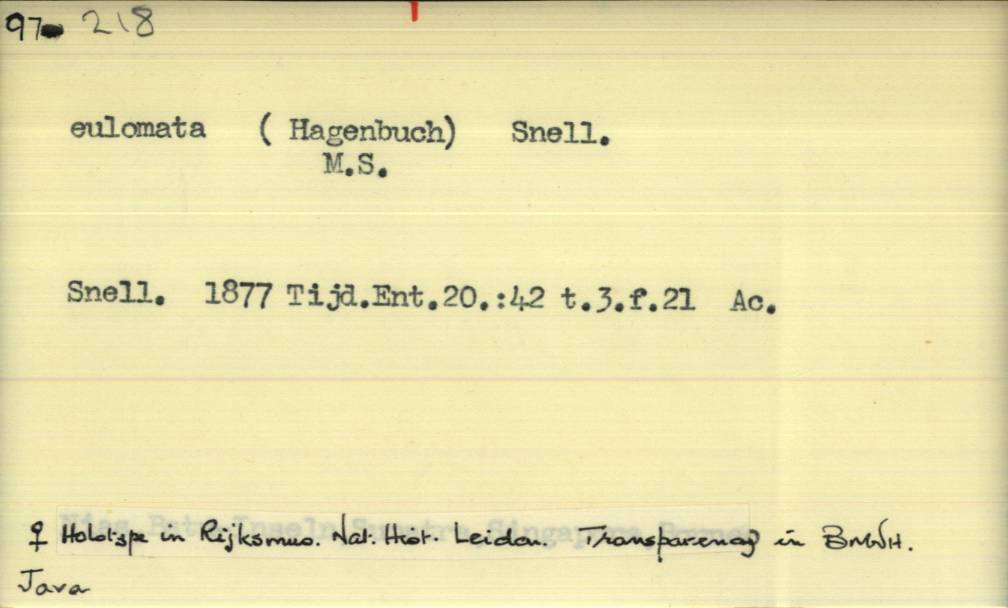 97 218
eulomata ( Hagenbuch) Snell.
M.S.
Snell. 1877 Tijd.Ent.20.:42 t.3.f.21 Ac.
♀ Holotype in Rijksmus. Nat. Hist. Leiden. Transparency in BMNH.
Java